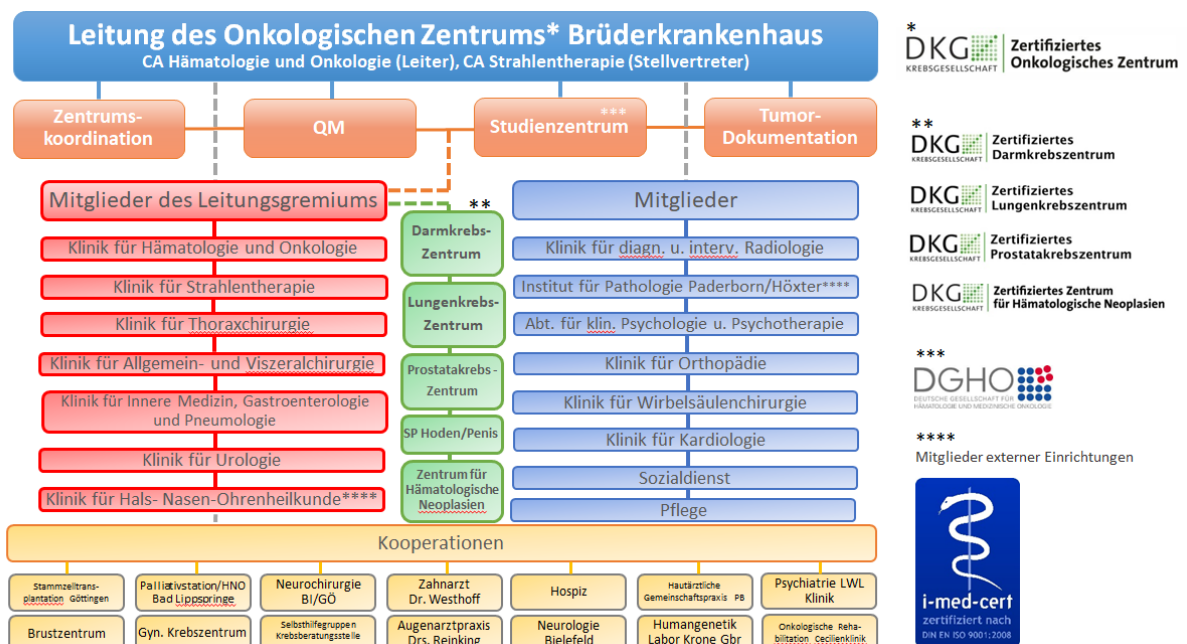 Leitung des Onkologischen Zentrums* Brüderkrankenhaus
CA Hämatologie und Onkologie (Leiter), CA Strahlentherapie (Stellvertreter)
Zentrums-
koordination
QM
***
Studienzentrum
Tumor-
Dokumentation
Mitglieder des Leitungsgremiums
Klinik für Hämatologie und Onkologie
Klinik für Strahlentherapie
Klinik für Thoraxchirurgie
Klinik für Allgemein- und Viszeralchirurgie
Klinik für Innere Medizin, Gastroenterologie
und Pneumologie
Klinik für Urologie
Klinik für Hals- Nasen-Ohrenheilkunde****
**
Darmkrebs-
Zentrum
Lungenkrebs-
Zentrum
Prostatakrebs-
Zentrum
SP Hoden/Penis
Zentrum für
Hämatologische
Neoplasien
Mitglieder
Klinik für diagn. u. interv. Radiologie
Institut für Pathologie Paderborn/Höxter****
Abt. für klin. Psychologie u. Psychotherapie
Klinik für Orthopädie
Klinik für Wirbelsäulenchirurgie
Klinik für Kardiologie
Sozialdienst
Pflege
Kooperationen
Stammzelltrans-
plantation Göttingen
Palliativstation/HNO
Bad Lippspringe
Neurochirurgie
BI/GÖ
Zahnarzt
Dr. Westhoff
Hospiz
Hautärztliche
Gemeinschaftspraxis PB
Psychiatrie LWL
Klinik
Brustzentrum
Gyn. Krebszentrum
Selbsthilfegruppen
Krebsberatungsstelle
Augenarztpraxis
Drs. Reinking
Neurologie
Bielefeld
Humangenetik
Labor Krone Gbr
Onkologische Reha-
bilitation Cecilienklinik
*
DKG
KREBSGESELLSCHAFT
Zertifiziertes
Onkologisches Zentrum
**
DKG
KREBSGESELLSCHAFT
Zertifiziertes
Darmkrebszentrum
DKG
KREBSGESELLSCHAFT
Zertifiziertes
Lungenkrebszentrum
DKG
KREBSGESELLSCHAFT
Zertifiziertes
Prostatakrebszentrum
DKG
KREBSGESELLSCHAFT
Zertifiziertes Zentrum
für Hämatologische Neoplasien
***
DGHO
DEUTSCHE GESELLSCHAFT FÜR
HÄMATOLOGIE UND MEDIZINISCHE ONKOLOGIE
****
Mitglieder externer Einrichtungen
i-med-cert
zertifiziert nach
DIN EN ISO 9001:2008